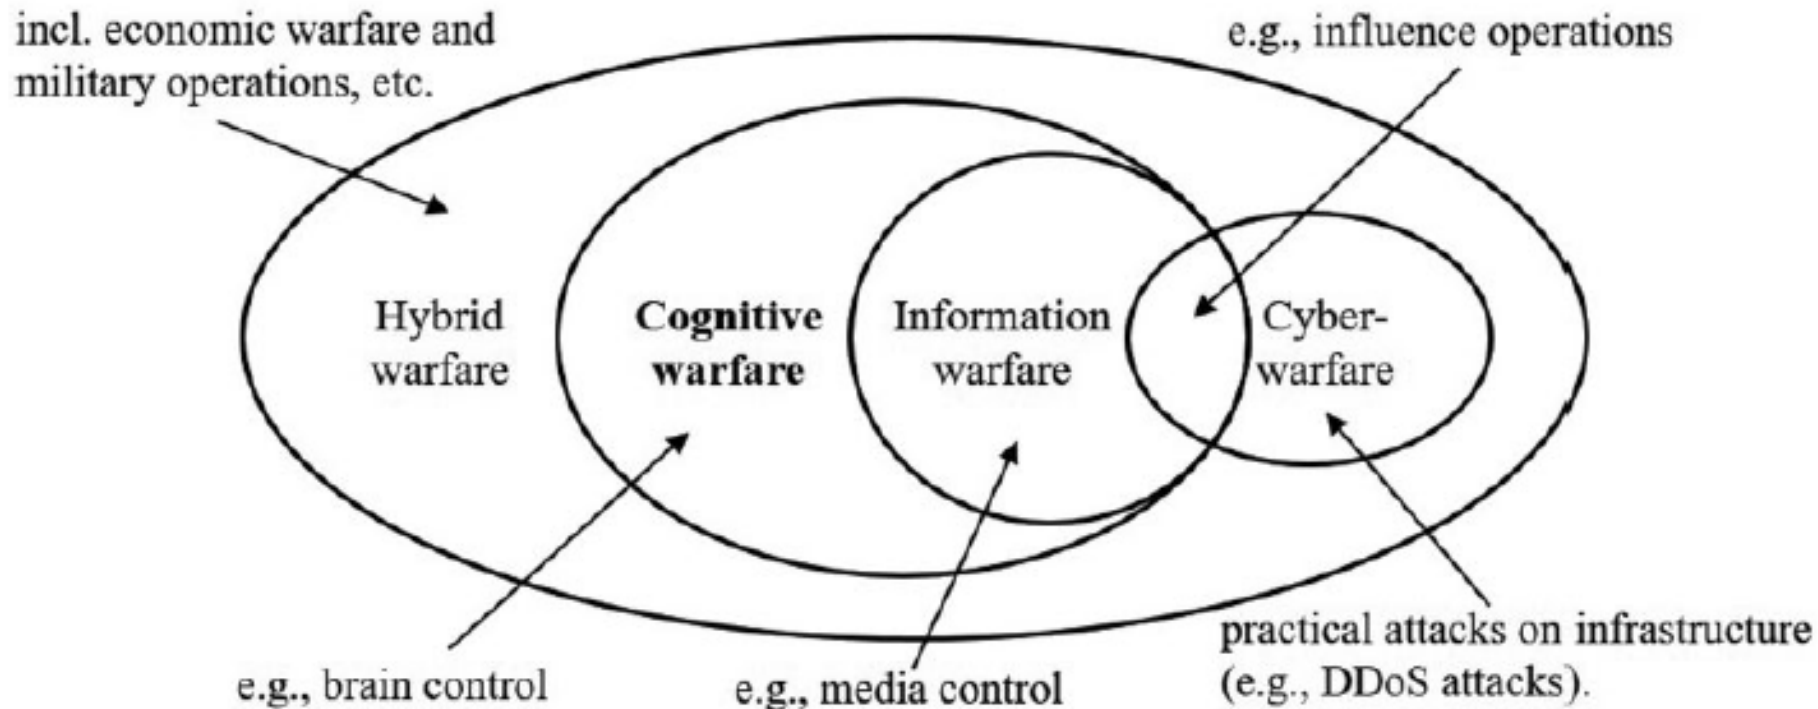 incl. economic warfare and
military operations, etc.
e.g., influence operations
Hybrid
warfare
Cognitive
warfare
Information
warfare
Cyber-
warfare
e.g., brain control
e.g., media control
practical attacks on infrastructure
(e.g., DDoS attacks).